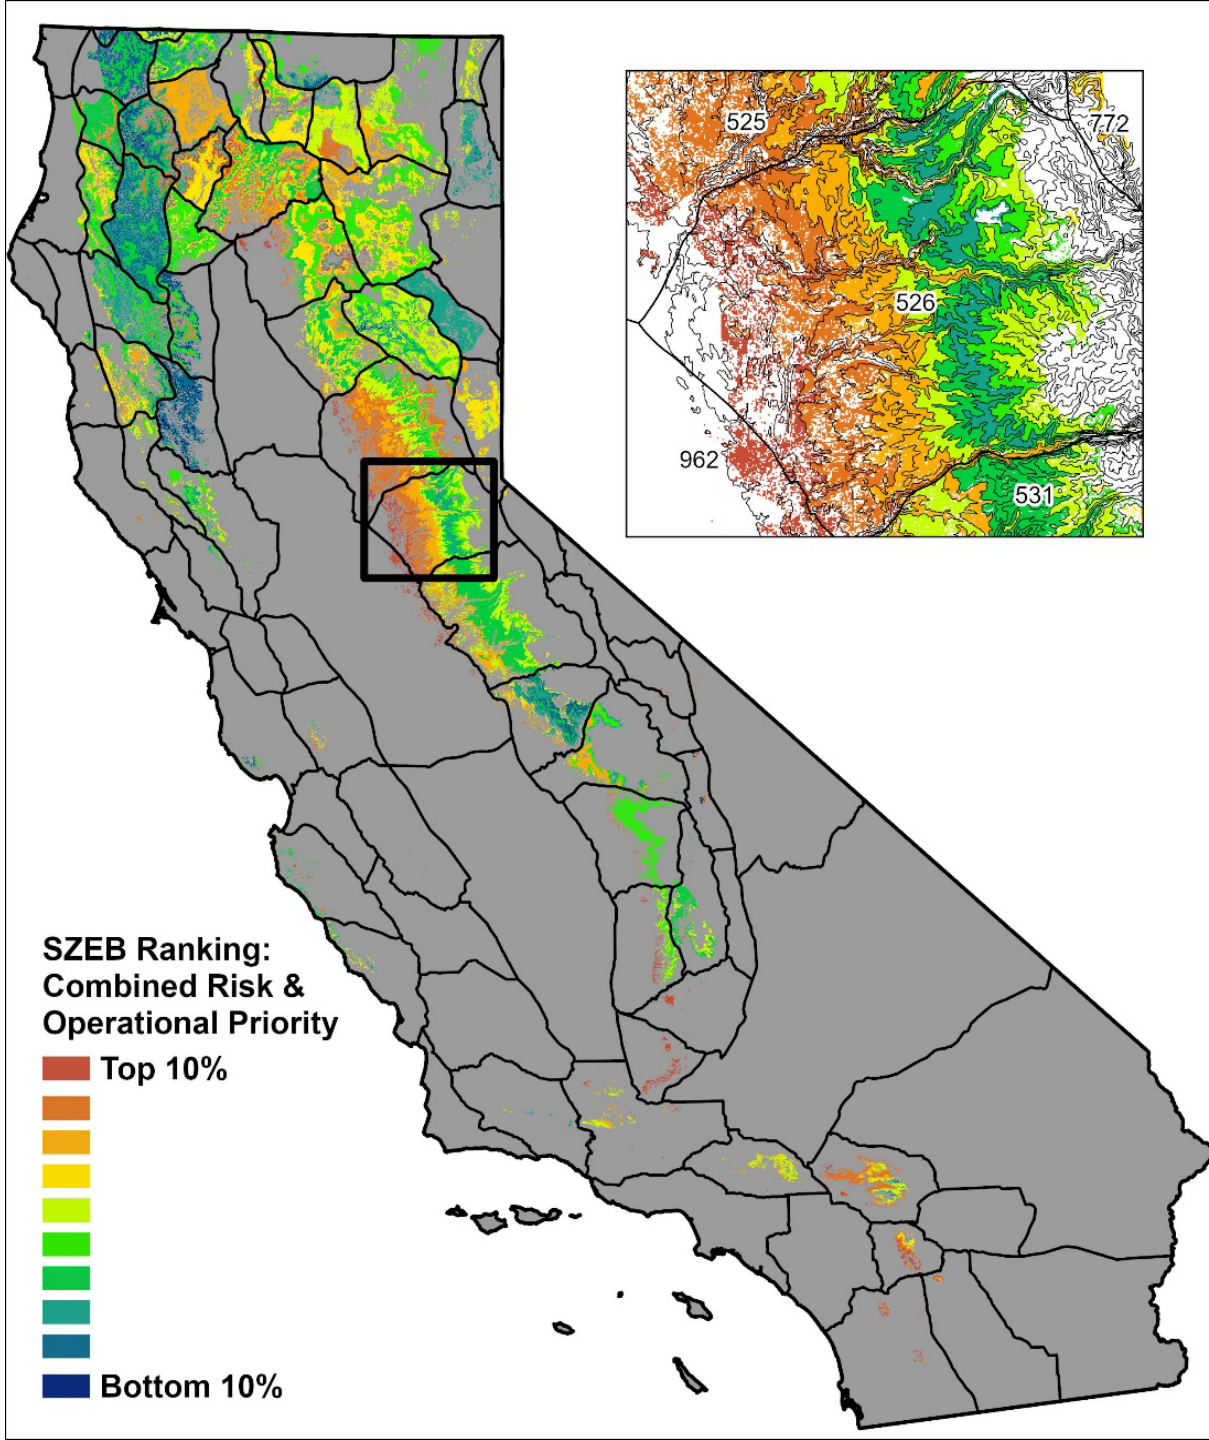 525
772
526
962
531
SZEB Ranking:
Combined Risk &
Operational Priority
Top 10%
Bottom 10%